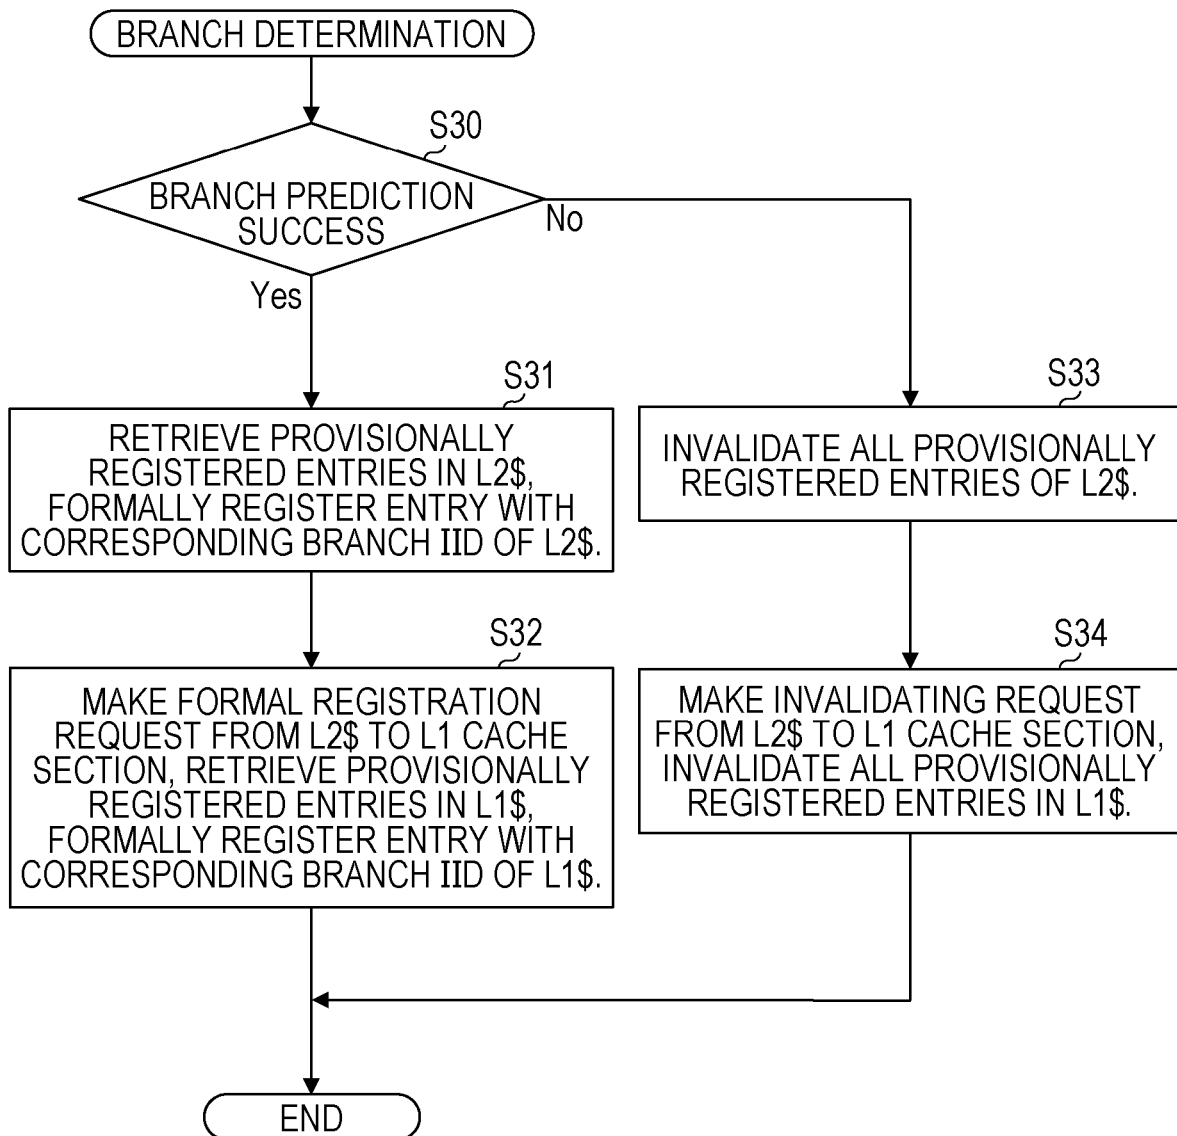 BRANCH DETERMINATION
S30
BRANCH PREDICTION
SUCCESS
No
Yes
S31
RETRIEVE PROVISIONALLY
REGISTERED ENTRIES IN L2$,
FORMALLY REGISTER ENTRY WITH
CORRESPONDING BRANCH IID OF L2$.
S33
INVALIDATE ALL PROVISIONALLY
REGISTERED ENTRIES OF L2$.
S32
MAKE FORMAL REGISTRATION
REQUEST FROM L2$ TO L1 CACHE
SECTION, RETRIEVE PROVISIONALLY
REGISTERED ENTRIES IN L1$,
FORMALLY REGISTER ENTRY WITH
CORRESPONDING BRANCH IID OF L1$.
S34
MAKE INVALIDATING REQUEST
FROM L2$ TO L1 CACHE SECTION,
INVALIDATE ALL PROVISIONALLY
REGISTERED ENTRIES IN L1$.
END